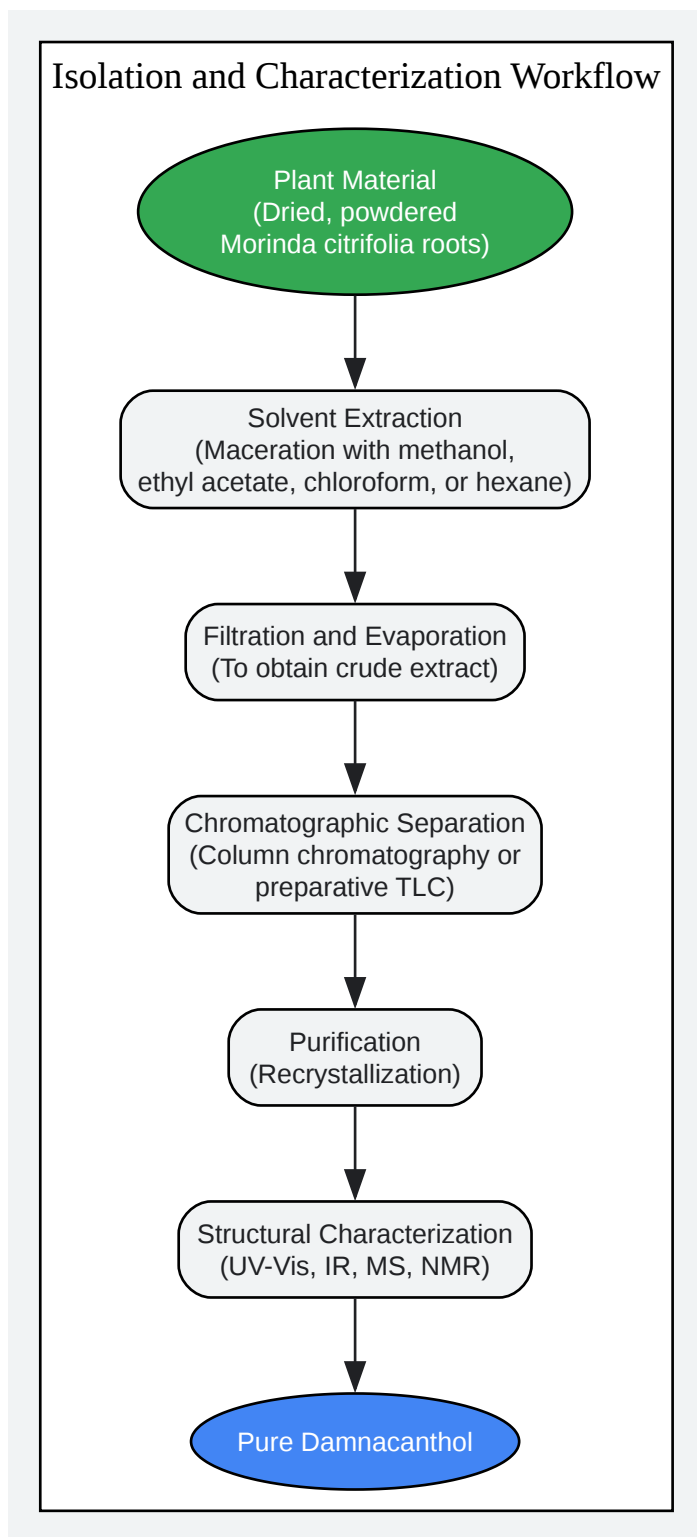 Isolation and Characterization Workflow
Plant Material
(Dried, powdered
Morinda citrifolia roots)
Solvent Extraction
(Maceration with methanol,
ethyl acetate, chloroform, or hexane)
Filtration and Evaporation
(To obtain crude extract)
Chromatographic Separation
(Column chromatography or
preparative TLC)
Purification
(Recrystallization)
Structural Characterization
(UV-Vis, IR, MS, NMR)
Pure Damnacanthol